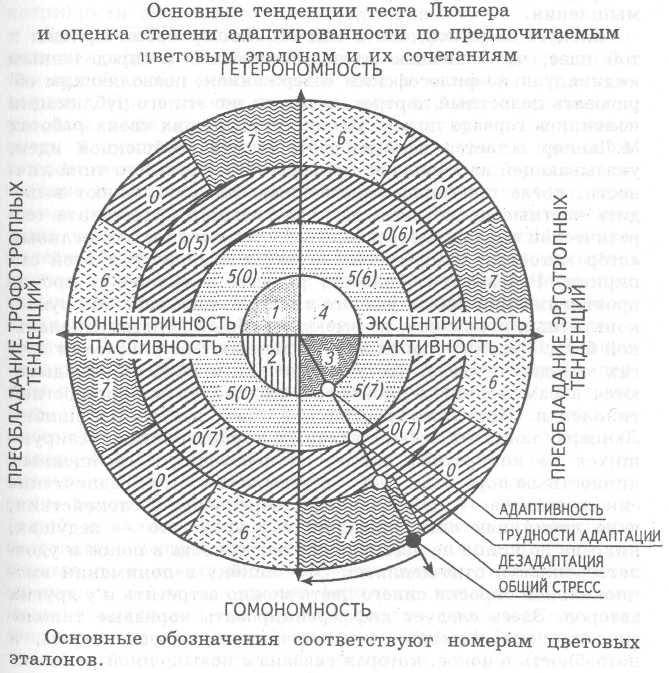 Основные тенденции теста Люшера
и оценка степени адаптированности по предпочитаемым
цветовым эталонам и их сочетаниям
ГЕТЕРОНОМНОСТЬ
7
6
0
0
0(5)
0(6)
6
7
5(0)
5(6)
1
4
КОНЦЕНТРИЧНОСТЬ
ЭКСЦЕНТРИЧНОСТЬ
ПАССИВНОСТЬ
АКТИВНОСТЬ
ПРЕОБЛАДАНИЕ ТРОФОТРОПНЫХ
ТЕНДЕНЦИЙ
ПРЕОБЛАДАНИЕ ЭРГОТРОПНЫХ
ТЕНДЕНЦИЙ
2
3
5(0)
5(7)
7
6
0(7)
0(7)
0
0
6
7
АДАПТИВНОСТЬ
ТРУДНОСТИ АДАПТАЦИИ
ДЕЗАДАПТАЦИЯ
ОБЩИЙ СТРЕСС
ГОМОНОМНОСТЬ
Основные обозначения соответствуют номерам цветовых
эталонов.